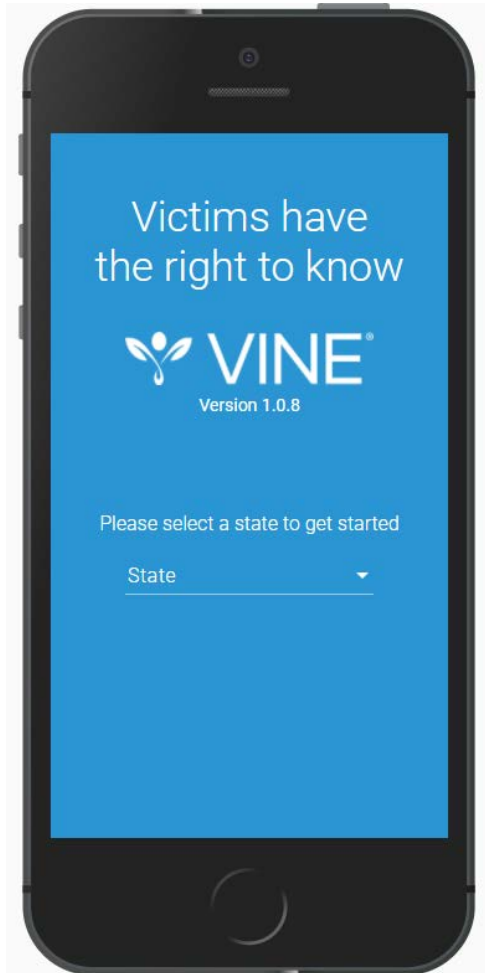 Victims have
the right to know
VINE®
Version 1.0.8
Please select a state to get started
State